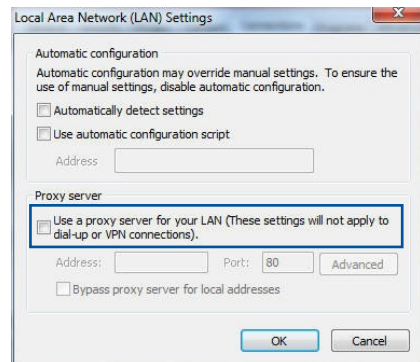 Local Area Network (LAN) Settings
Automatic configuration
Automatic configuration may override manual settings. To ensure the
use of manual settings, disable automatic configuration.
Automatically detect settings
Use automatic configuration script
Address
Proxy server
Use a proxy server for your LAN (These settings will not apply to
dial-up or VPN connections).
Address: Port: 80 Advanced
Bypass proxy server for local addresses
OK Cancel